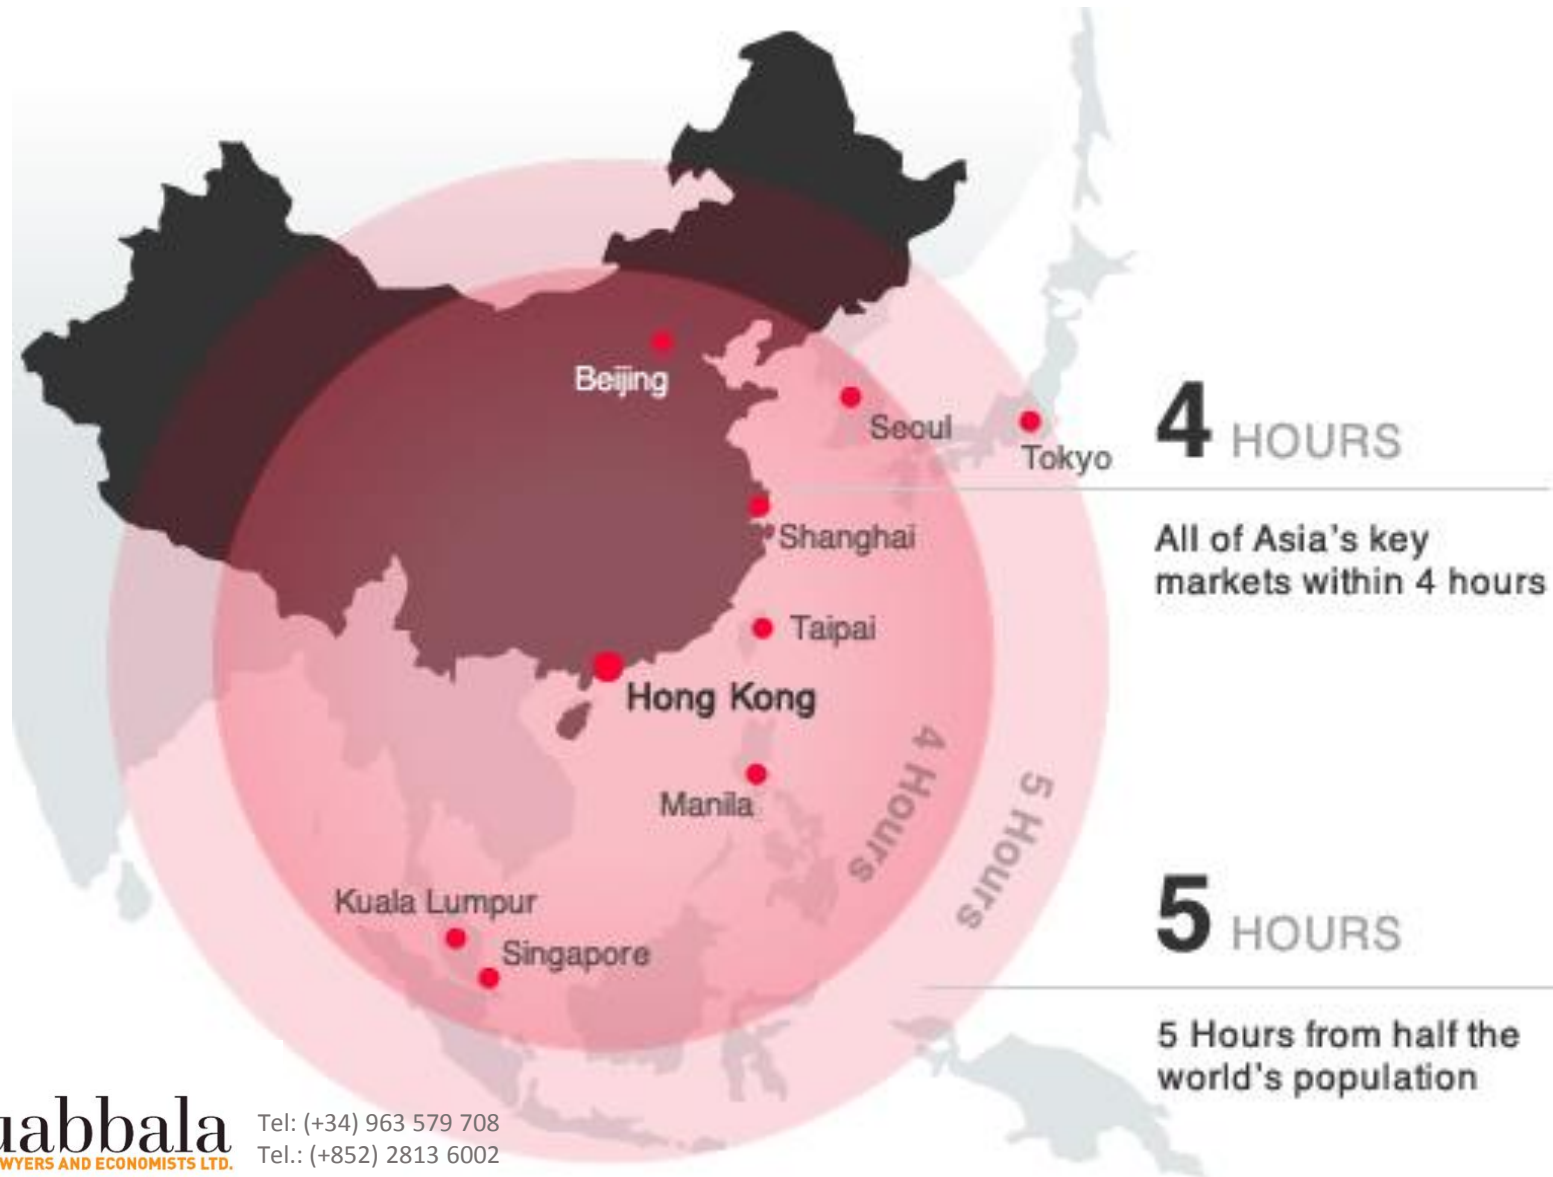 Beijing
Seoul
Tokyo
4 HOURS
All of Asia's key
markets within 4 hours
Shanghai
Taipai
Hong Kong
4 Hours
5 Hours
Manila
Kuala Lumpur
Singapore
5 HOURS
5 Hours from half the
world's population
uabbala
WYERS AND ECONOMISTS LTD.
Tel: (+34) 963 579 708
Tel.: (+852) 2813 6002